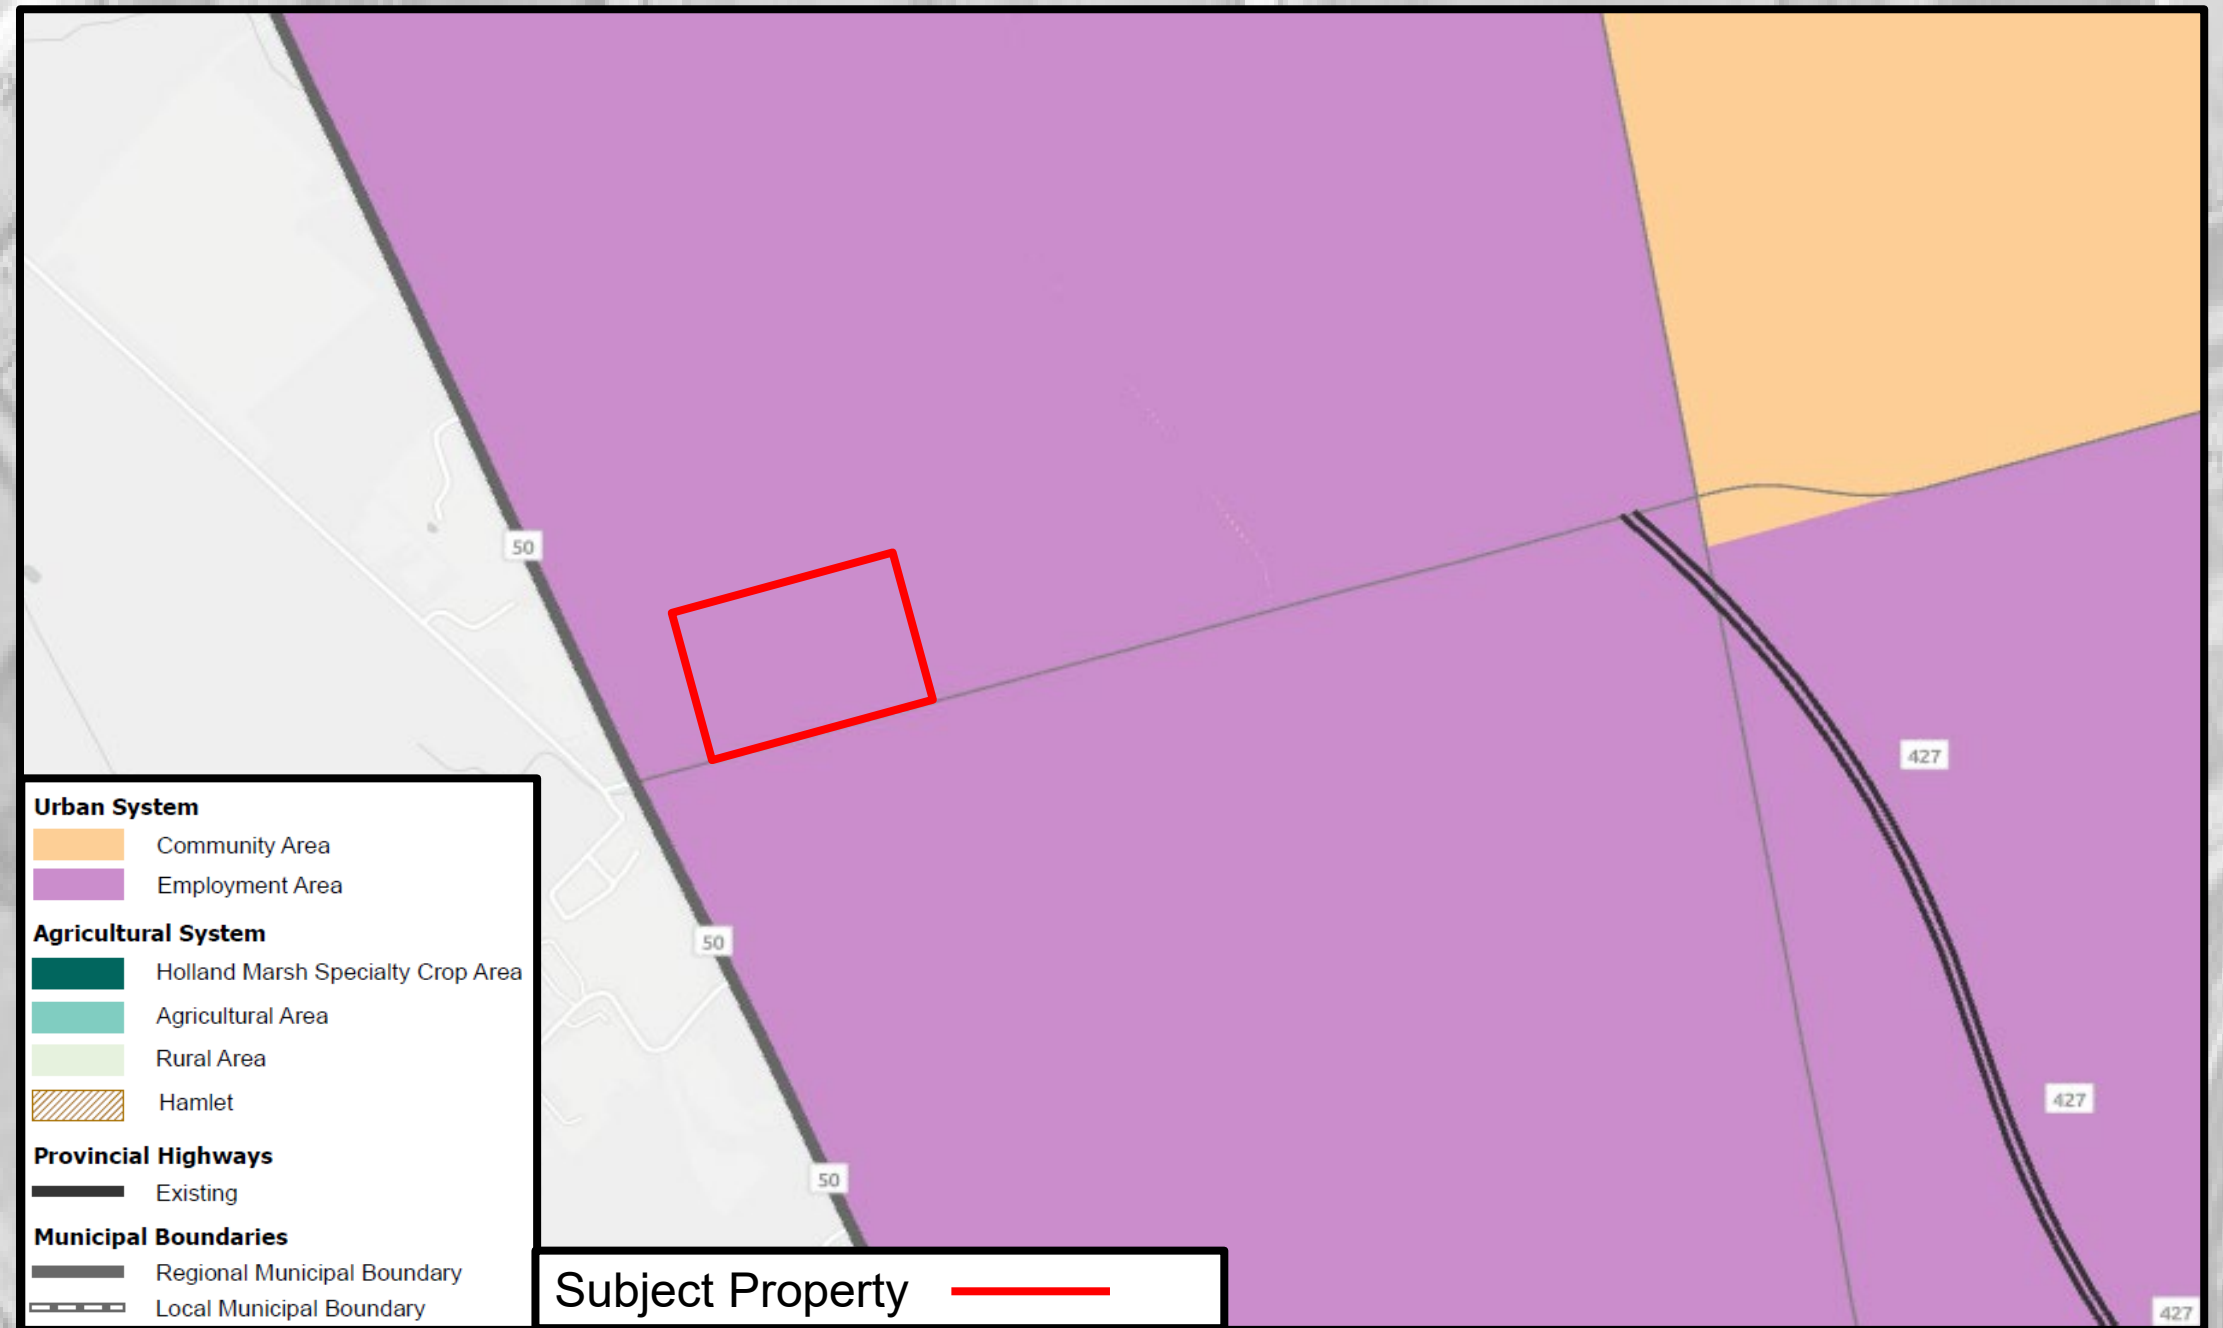 50
427
50
427
50
427
Urban System
Community Area
Employment Area
Agricultural System
Holland Marsh Specialty Crop Area
Agricultural Area
Rural Area
Hamlet
Provincial Highways
Existing
Municipal Boundaries
Regional Municipal Boundary
Local Municipal Boundary
Subject Property